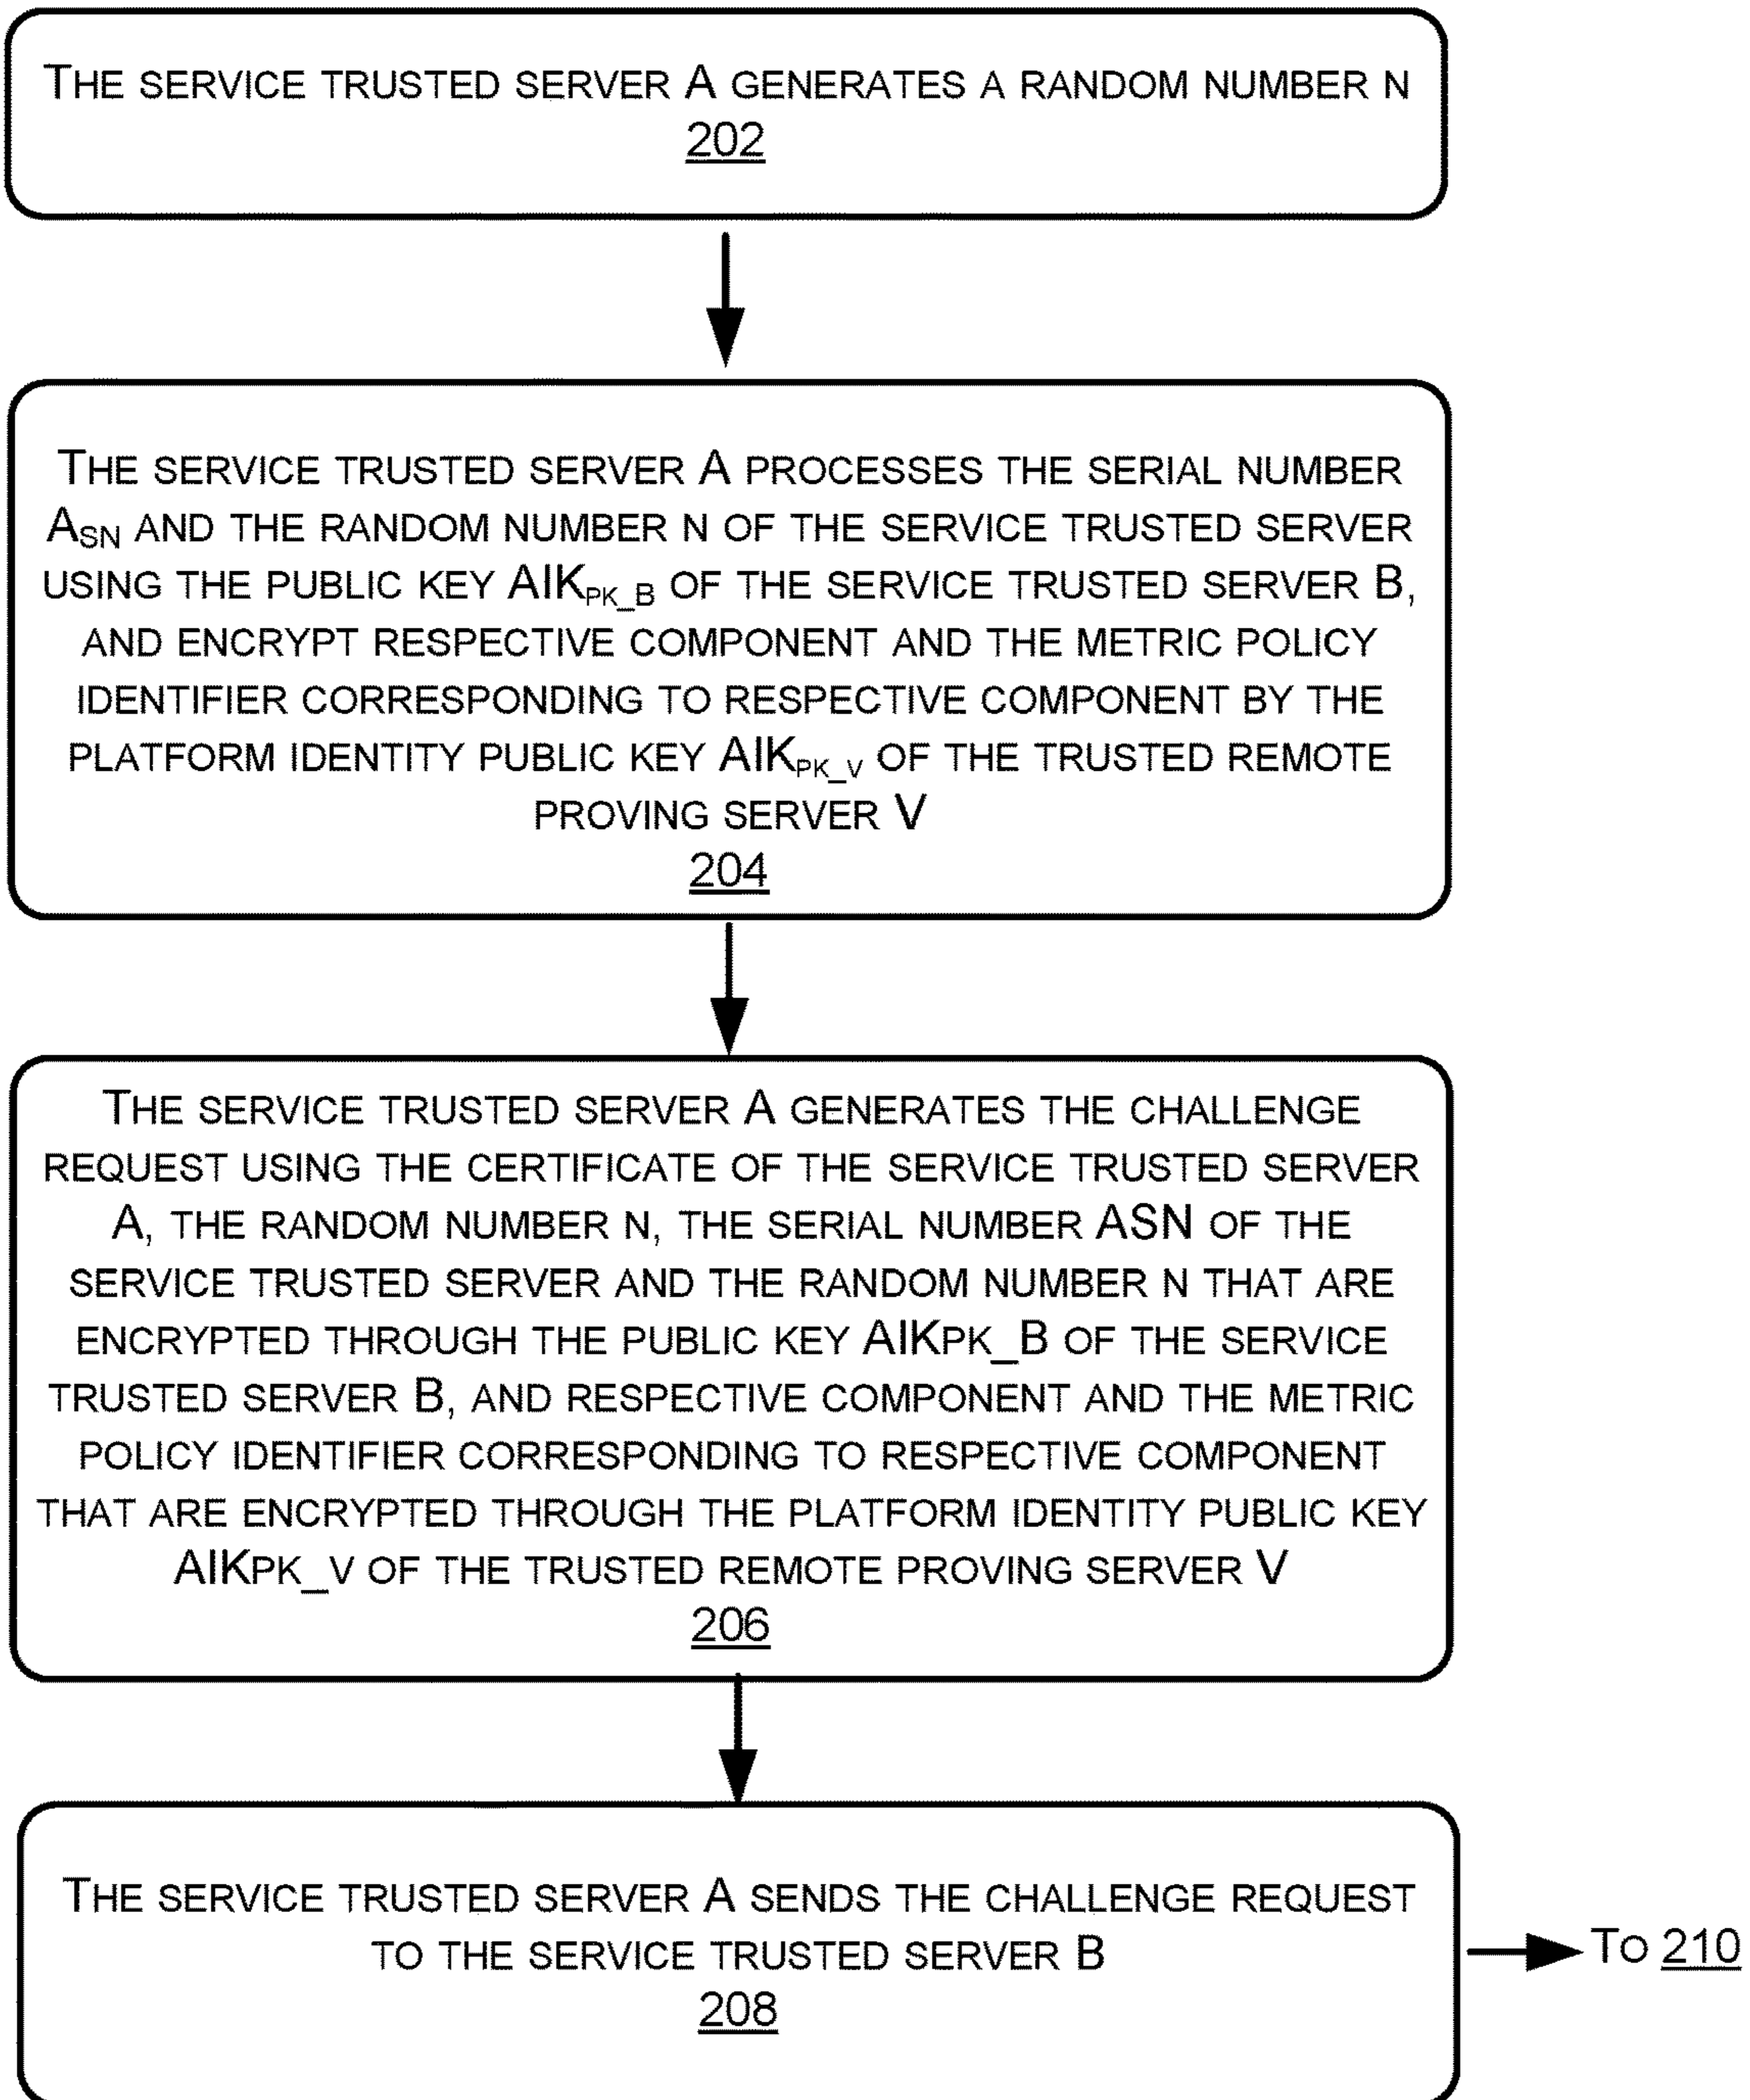 THE SERVICE TRUSTED SERVER A GENERATES A RANDOM NUMBER N
202
THE SERVICE TRUSTED SERVER A PROCESSES THE SERIAL NUMBER
ASN AND THE RANDOM NUMBER N OF THE SERVICE TRUSTED SERVER
USING THE PUBLIC KEY AIKPK_B OF THE SERVICE TRUSTED SERVER B,
AND ENCRYPT RESPECTIVE COMPONENT AND THE METRIC POLICY
IDENTIFIER CORRESPONDING TO RESPECTIVE COMPONENT BY THE
PLATFORM IDENTITY PUBLIC KEY AIKPK_V OF THE TRUSTED REMOTE
PROVING SERVER V
204
THE SERVICE TRUSTED SERVER A GENERATES THE CHALLENGE
REQUEST USING THE CERTIFICATE OF THE SERVICE TRUSTED SERVER
A, THE RANDOM NUMBER N, THE SERIAL NUMBER ASN OF THE
SERVICE TRUSTED SERVER AND THE RANDOM NUMBER N THAT ARE
ENCRYPTED THROUGH THE PUBLIC KEY AIKPK_B OF THE SERVICE
TRUSTED SERVER B, AND RESPECTIVE COMPONENT AND THE METRIC
POLICY IDENTIFIER CORRESPONDING TO RESPECTIVE COMPONENT
THAT ARE ENCRYPTED THROUGH THE PLATFORM IDENTITY PUBLIC KEY
AIKPK_V OF THE TRUSTED REMOTE PROVING SERVER V
206
THE SERVICE TRUSTED SERVER A SENDS THE CHALLENGE REQUEST
TO THE SERVICE TRUSTED SERVER B
208
TO 210